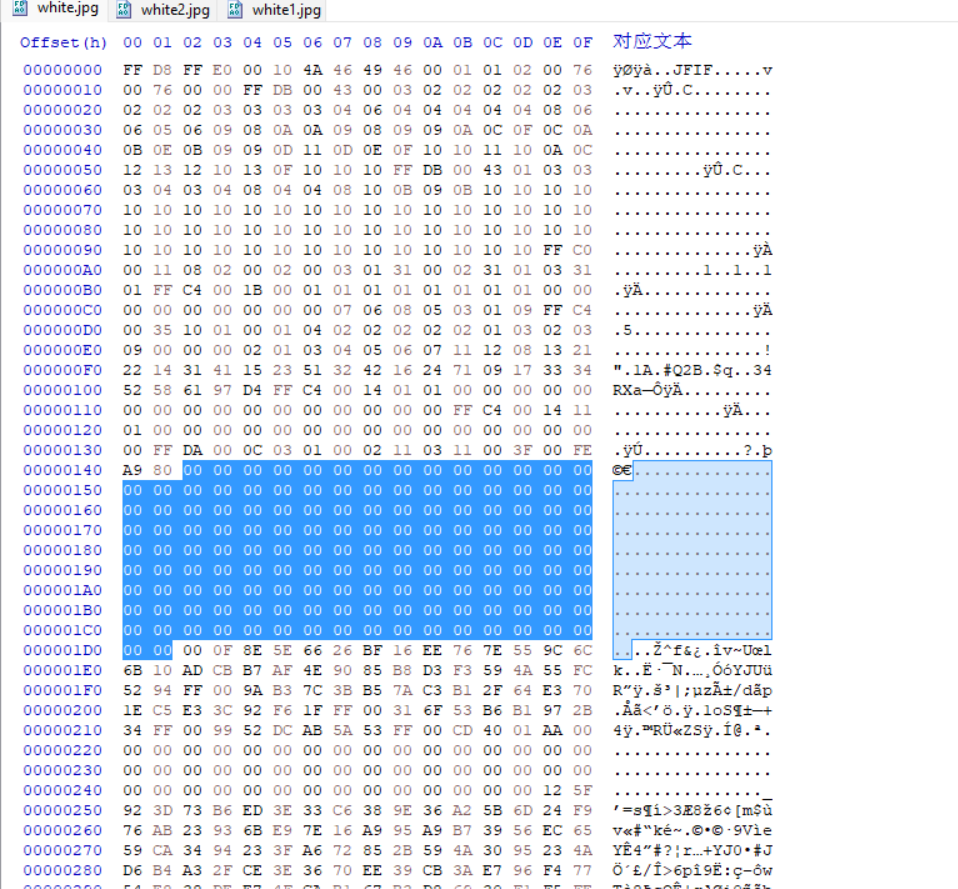 white.jpg white2.jpg white1.jpg
Offset(h) 00 01 02 03 04 05 06 07 08 09 0A 0B 0C 0D 0E 0F 对应文本
00000000 FF D8 FF E0 00 10 4A 46 49 46 00 01 01 02 00 76 ÿØÿà..JFIF.....v
00000010 00 76 00 00 FF DB 00 43 00 03 02 02 02 02 02 03 .v..ÿÛ.C........
00000020 02 02 02 03 03 03 03 04 06 04 04 04 04 04 08 06 ................
00000030 06 05 06 09 08 0A 0A 09 08 09 09 0A 0C 0F 0C 0A ................
00000040 0B 0E 0B 09 09 0D 11 0D 0E 0F 10 10 11 10 0A 0C ................
00000050 12 13 12 10 13 0F 10 10 10 FF DB 00 43 01 03 03 .........ÿÛ.C...
00000060 03 04 03 04 08 04 04 08 10 0B 09 0B 10 10 10 10 ................
00000070 10 10 10 10 10 10 10 10 10 10 10 10 10 10 10 10 ................
00000080 10 10 10 10 10 10 10 10 10 10 10 10 10 10 10 10 ................
00000090 10 10 10 10 10 10 10 10 10 10 10 10 10 10 FF C0 ..............ÿÀ
000000A0 00 11 08 02 00 02 00 03 01 31 00 02 31 01 03 31 .........1..1..1
000000B0 01 FF C4 00 1B 00 01 01 01 01 01 01 01 01 00 00 .ÿÄ.............
000000C0 00 00 00 00 00 00 00 07 06 08 05 03 01 09 FF C4 ..............ÿÄ
000000D0 00 35 10 01 00 01 04 02 02 02 02 02 01 03 02 03 .5..............
000000E0 09 00 00 00 02 01 03 04 05 06 07 11 12 08 13 21 ...............!
000000F0 22 14 31 41 15 23 51 32 42 16 24 71 09 17 33 34 ".1A.#Q2B.$q..34
00000100 52 58 61 97 D4 FF C4 00 14 01 01 00 00 00 00 00 RXa—ÔÿÄ.........
00000110 00 00 00 00 00 00 00 00 00 00 00 FF C4 00 14 11 ...........ÿÄ...
00000120 01 00 00 00 00 00 00 00 00 00 00 00 00 00 00 00 ................
00000130 00 FF DA 00 0C 03 01 00 02 11 03 11 00 3F 00 FE .ÿÚ..........?.þ
00000140 A9 80 00 00 00 00 00 00 00 00 00 00 00 00 00 00 ©€..............
00000150 00 00 00 00 00 00 00 00 00 00 00 00 00 00 00 00 ................
00000160 00 00 00 00 00 00 00 00 00 00 00 00 00 00 00 00 ................
00000170 00 00 00 00 00 00 00 00 00 00 00 00 00 00 00 00 ................
00000180 00 00 00 00 00 00 00 00 00 00 00 00 00 00 00 00 ................
00000190 00 00 00 00 00 00 00 00 00 00 00 00 00 00 00 00 ................
000001A0 00 00 00 00 00 00 00 00 00 00 00 00 00 00 00 00 ................
000001B0 00 00 00 00 00 00 00 00 00 00 00 00 00 00 00 00 ................
000001C0 00 00 00 00 00 00 00 00 00 00 00 00 00 00 00 00 ................
000001D0 00 00 00 0F 8E 5E 66 26 BF 16 EE 76 7E 55 9C 6C ....Ž^f&¿.îv~Uœl
000001E0 6B 10 AD CB B7 AF 4E 90 85 B8 D3 F3 59 4A 55 FC k..Ë·¯N.…¸ÓóYJUü
000001F0 52 94 FF 00 9A B3 7C 3B B5 7A C3 B1 2F 64 E3 70 R”ÿ.š³|;µzÃ±/dãp
00000200 1E C5 E3 3C 92 F6 1F FF 00 31 6F 53 B6 B1 97 2B .Åã<’ö.ÿ.1oS¶±—+
00000210 34 FF 00 99 52 DC AB 5A 53 FF 00 CD 40 01 AA 00 4ÿ.™RÜ«ZSÿ.Í@.ª.
00000220 00 00 00 00 00 00 00 00 00 00 00 00 00 00 00 00 ................
00000230 00 00 00 00 00 00 00 00 00 00 00 00 00 00 00 00 ................
00000240 00 00 00 00 00 00 00 00 00 00 00 00 00 00 12 5F ..............._
00000250 92 3D 73 B6 ED 3E 33 C6 38 9E 36 A2 5B 6D 24 F9 ’=s¶í>3Æ8ž6¢[m$ù
00000260 76 AB 23 93 6B E9 7E 16 A9 95 A9 B7 39 56 EC 65 v«#“ké~.©•©·9Vìe
00000270 59 CA 34 94 23 3F A6 72 85 2B 59 4A 30 95 23 4A YÊ4”#?¦r…+YJ0•#J
00000280 D6 B4 A3 2F CE 3E 36 70 EE 39 CB 3A E7 96 F4 77 Ö´£/Î>6pî9Ë:ç–ôw